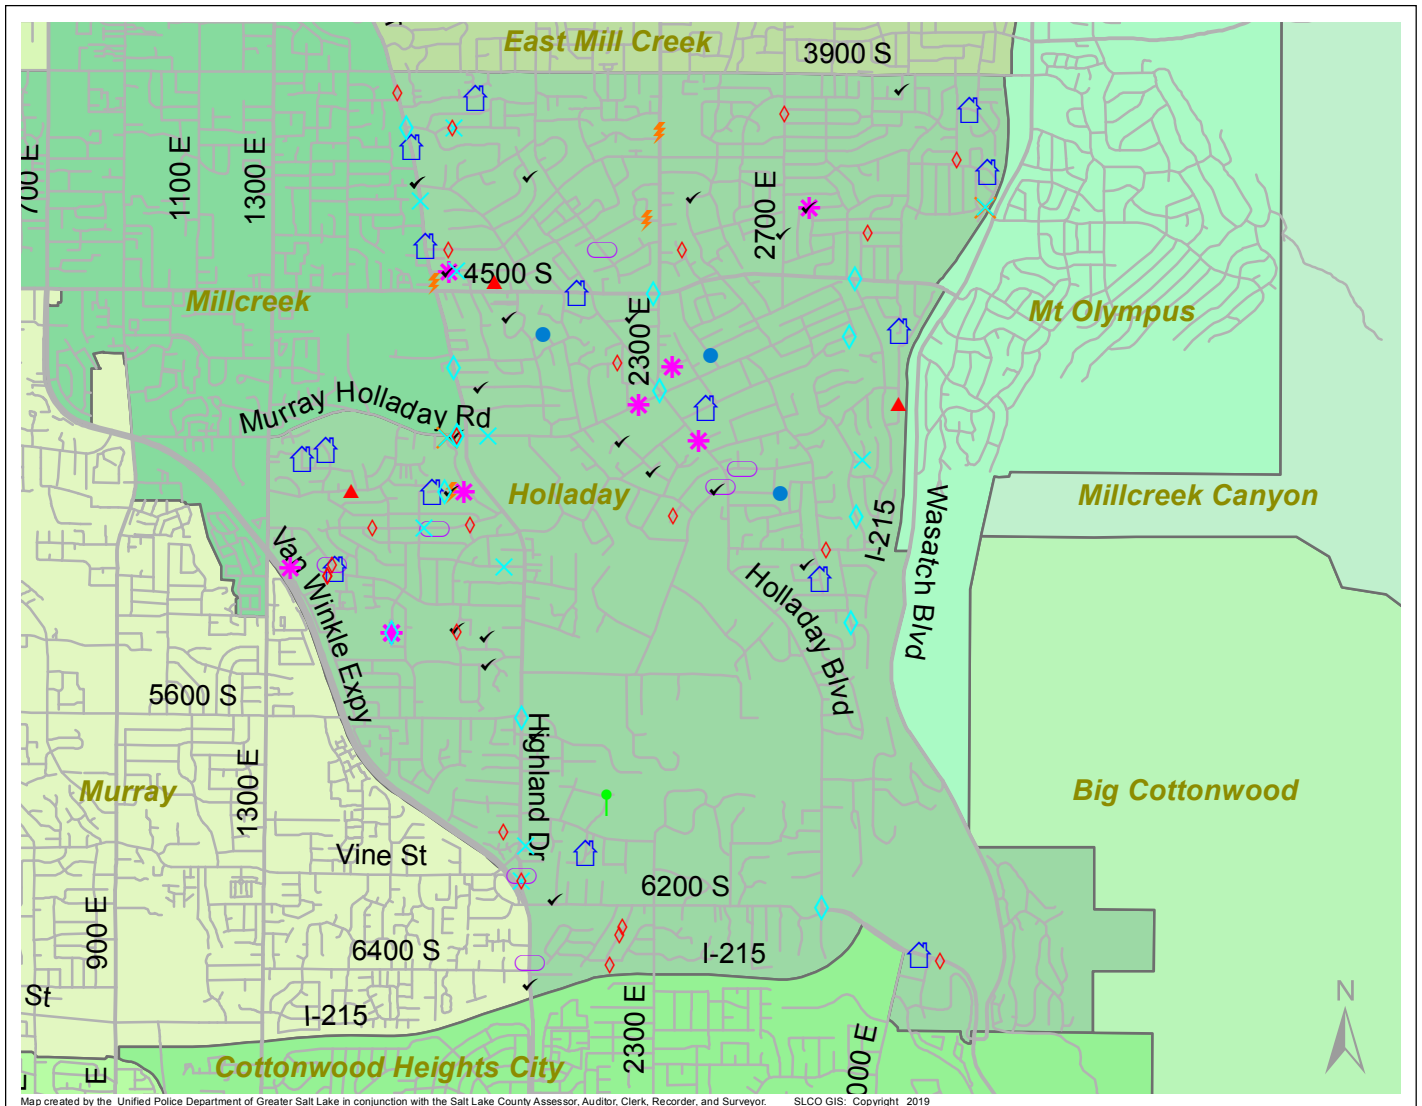 East Mill Creek
3900 S
700 E
1100 E
1300 E
2700 E
4500 S
Millcreek
Mt Olympus
2300 E
Murray Holladay Rd
Holladay
Millcreek Canyon
I-215
Wasatch Blvd
Van Winkle Expy
Holladay Blvd
5600 S
Highland Dr
1300 E
Murray
Big Cottonwood
Vine St
6200 S
900 E
6400 S
I-215
St
I-215
2300 E
N
Cottonwood Heights City
E
000 E
Map created by the Unified Police Department of Greater Salt Lake in conjunction with the Salt Lake County Assessor, Auditor, Clerk, Recorder, and Surveyor. SLCO GIS: Copyright 2019